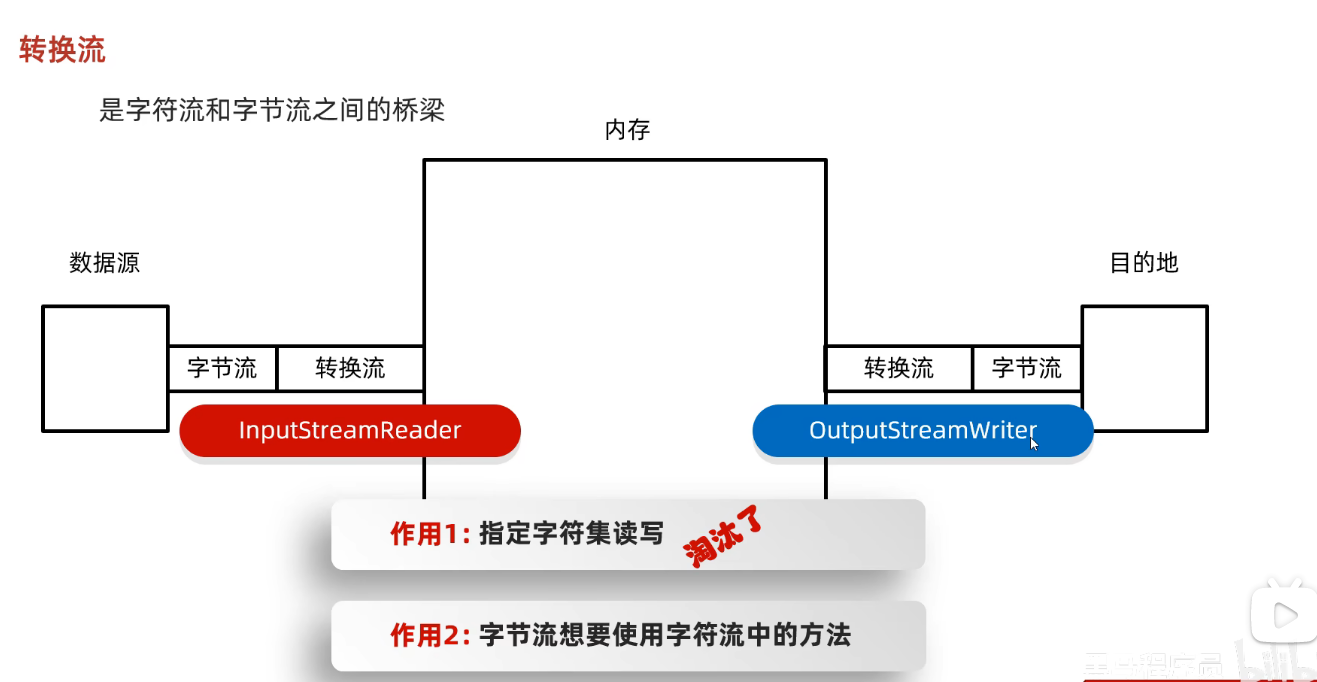 转换流
是字符流和字节流之间的桥梁
内存
数据源
目的地
字节流
转换流
转换流
字节流
InputStreamReader
OutputStreamWriter
作用1: 指定字符集读写
淘汰了
作用2: 字节流想要使用字符流中的方法